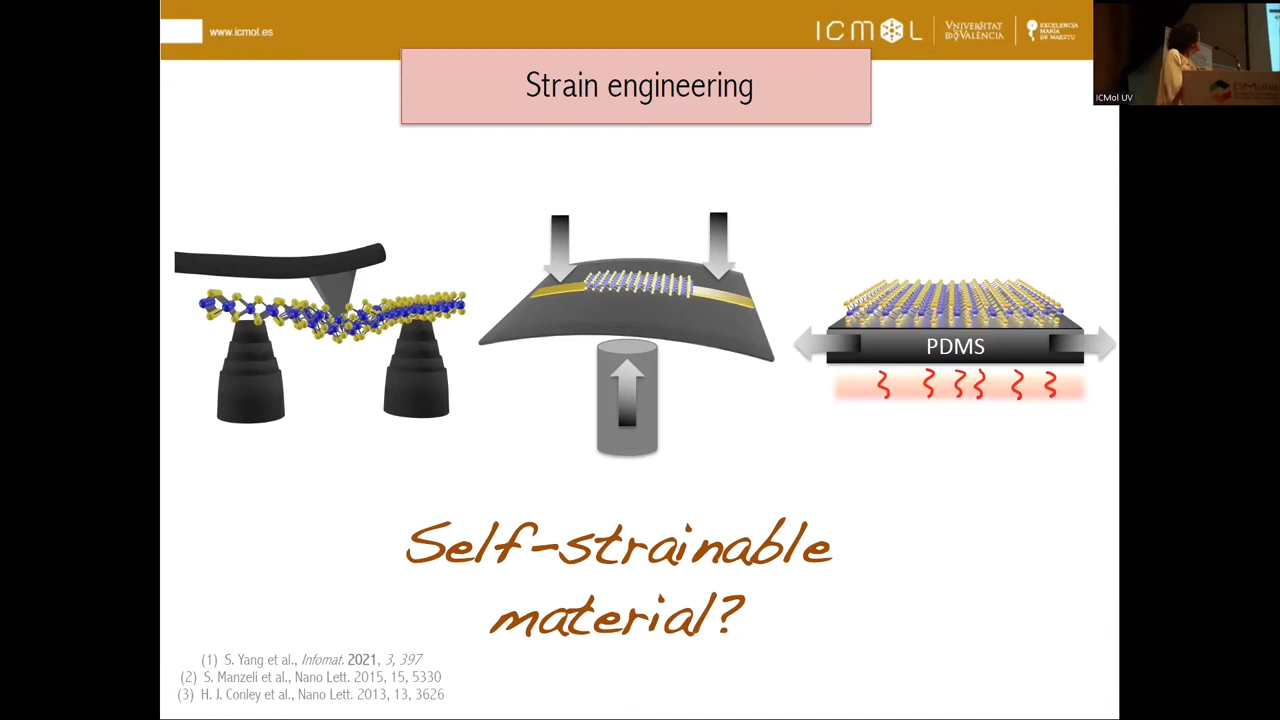 www.icmol.es
ICMOL
VNIVERSITAT
ID VALÈNCIA
EXCELENCIA
MARÍA
DE MAEZTU
ICMol UV
Strain engineering
PDMS
Self-strainable
material?
(1) S. Yang et al., Infomat. 2021, 3, 397
(2) S. Manzeli et al., Nano Lett. 2015, 15, 5330
(3) H. J. Conley et al., Nano Lett. 2013, 13, 3626